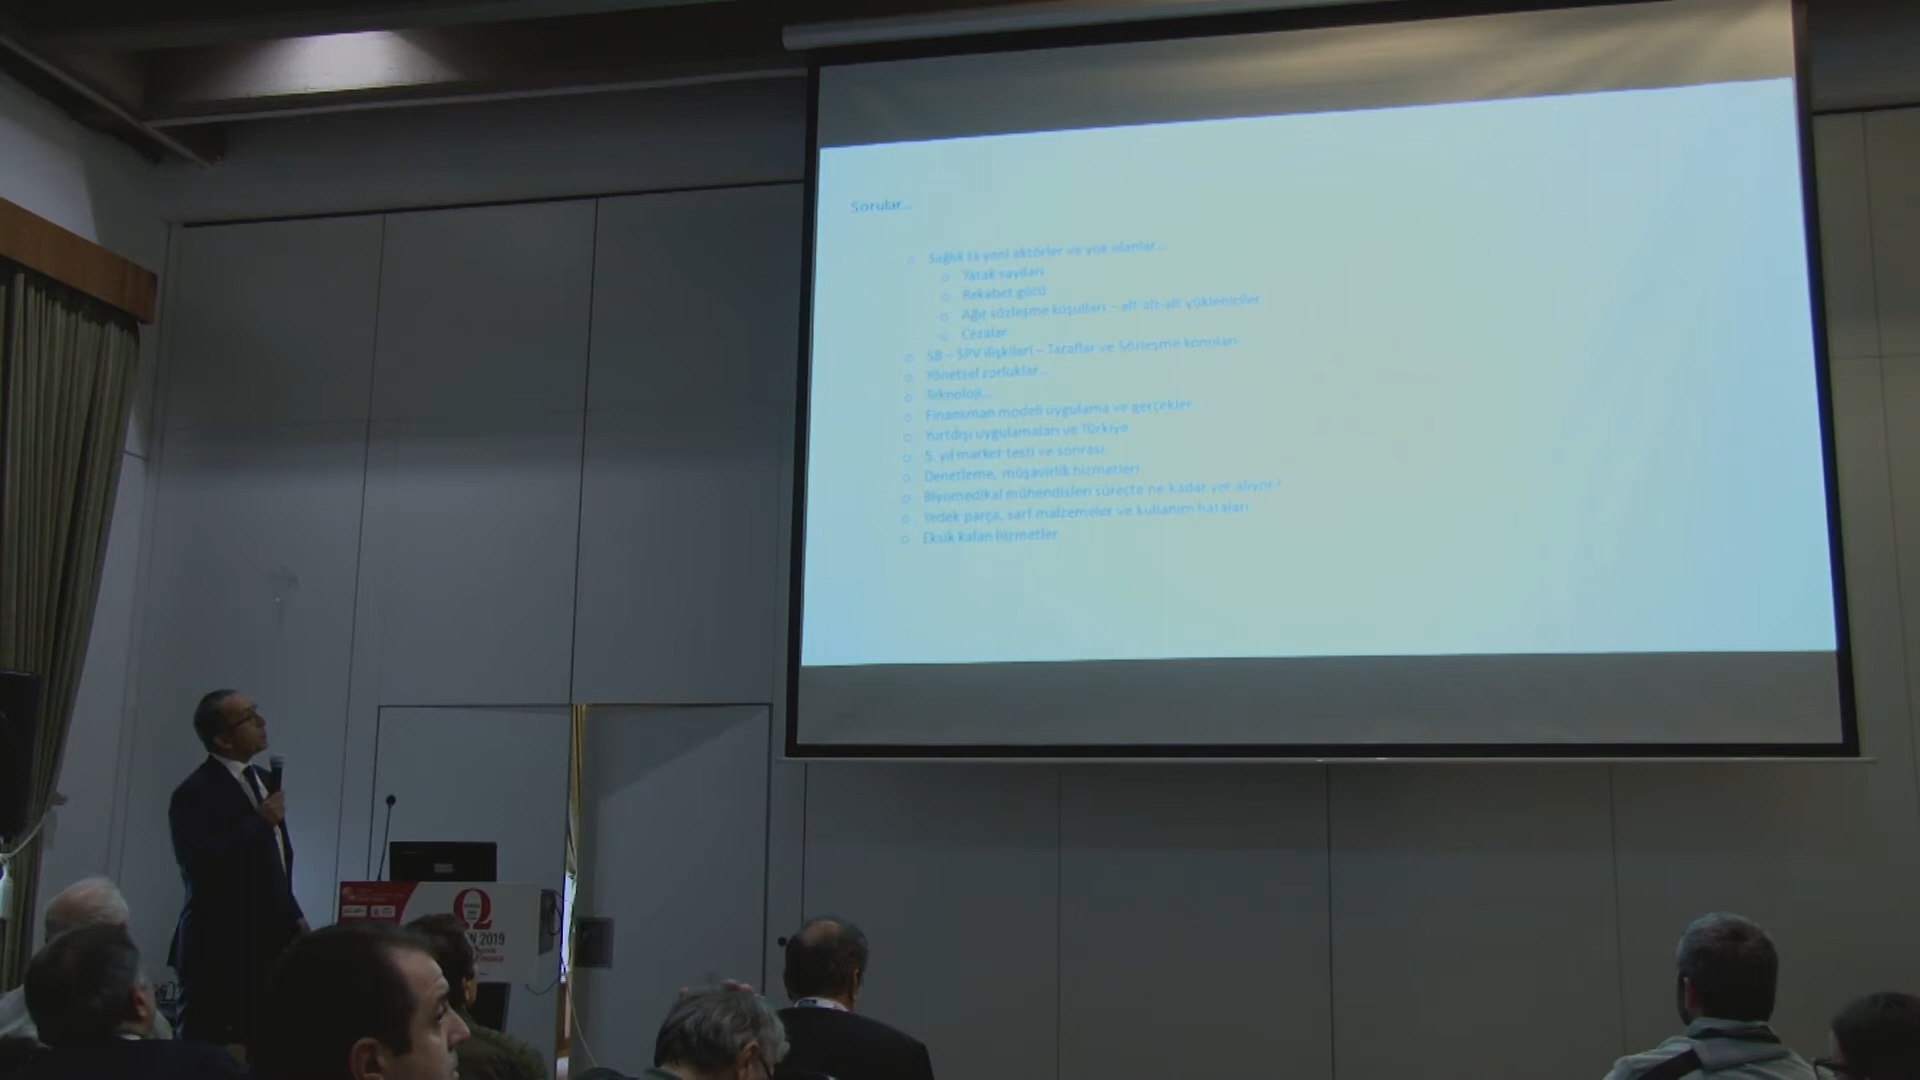 Sorular...
Sağlık ta yeni aktörler ve yok olanlar...
Yatak sayıları
Rekabet gücü
Ağır sözleşme koşulları – alt-alt-alt yükleniciler
Cezalar
SB – SPV ilişkileri – Taraflar ve Sözleşme konuları
Yönetsel zorluklar...
Teknoloji...
Finansman modeli uygulama ve gerçekler
Yurtdışı uygulamaları ve Türkiye
5. yıl market testi ve sonrası
Denetleme, müşavirlik hizmetleri
Biyomedikal mühendisleri süreçte ne kadar yer alıyor?
Yedek parça, sarf malzemeler ve kullanım hataları
Eksik kalan hizmetler
2019